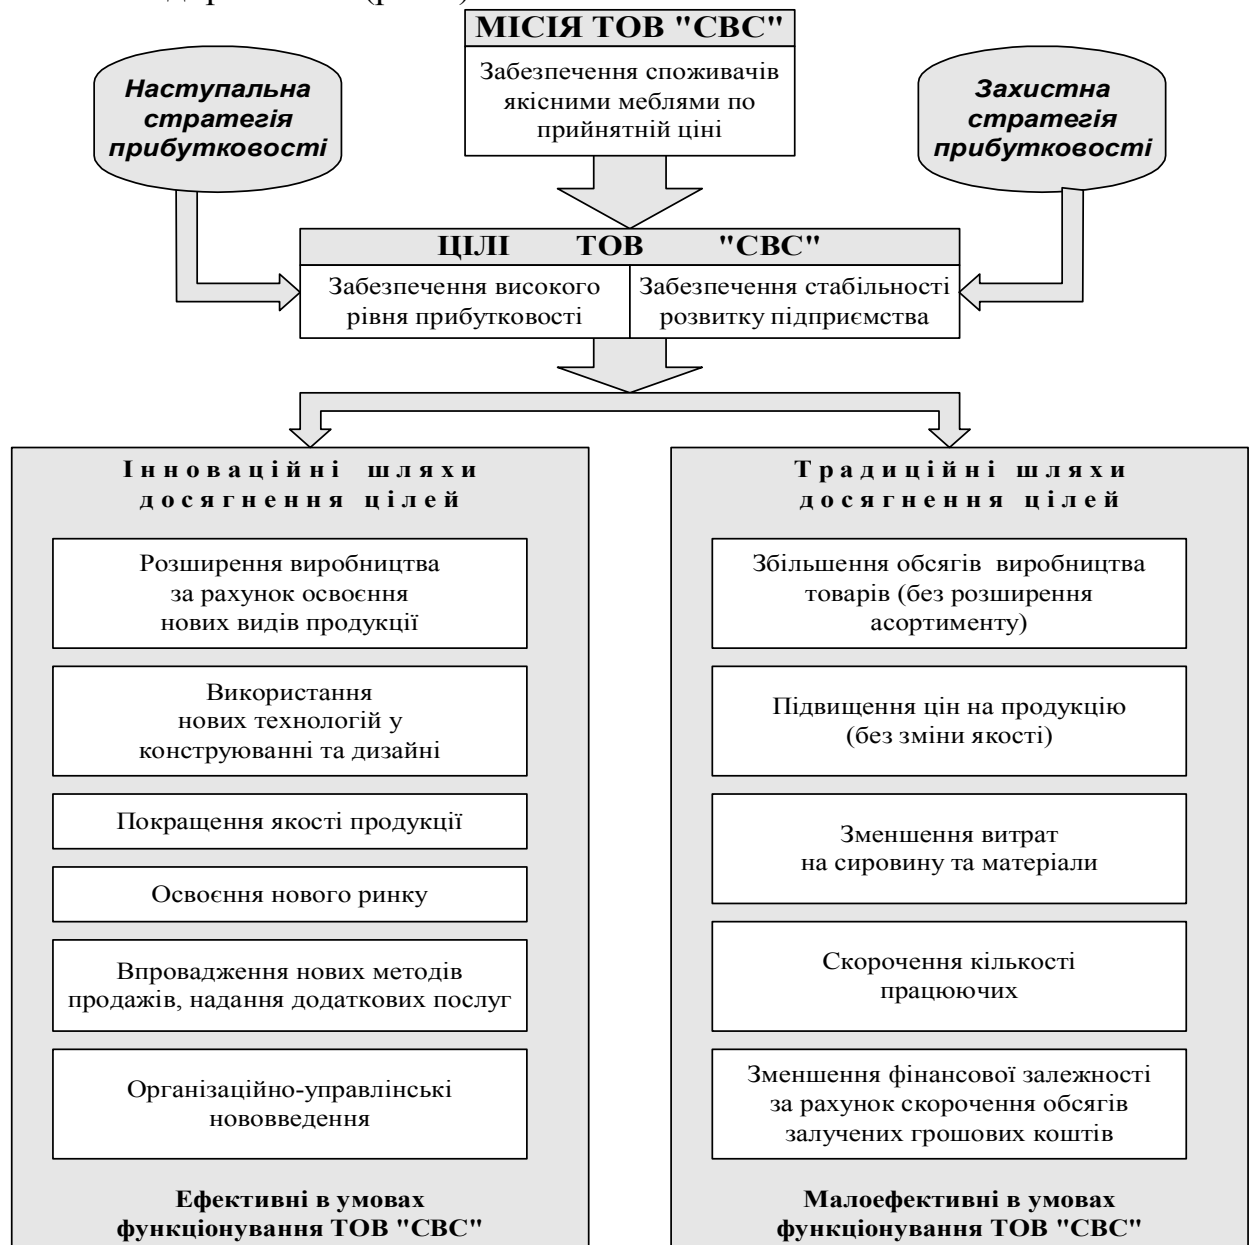 МІСІЯ ТОВ "СВС"
Забезпечення споживачів
якісними меблями по
прийнятній ціні
Наступальна
стратегія
прибутковості
Захистна
стратегія
прибутковості
ЦІЛІ ТОВ "СВС"
Забезпечення високого
рівня прибутковості
Забезпечення стабільності
розвитку підприємства
Інноваційні шляхи
досягнення цілей
Розширення виробництва
за рахунок освоєння
нових видів продукції
Використання
нових технологій у
конструюванні та дизайні
Покращення якості продукції
Освоєння нового ринку
Впровадження нових методів
продажів, надання додаткових послуг
Організаційно-управлінські
нововведення
Ефективні в умовах
функціонування ТОВ "СВС"
Традиційні шляхи
досягнення цілей
Збільшення обсягів виробництва
товарів (без розширення
асортименту)
Підвищення цін на продукцію
(без зміни якості)
Зменшення витрат
на сировину та матеріали
Скорочення кількості
працюючих
Зменшення фінансової залежності
за рахунок скорочення обсягів
залучених грошових коштів
Малоефективні в умовах
функціонування ТОВ "СВС"